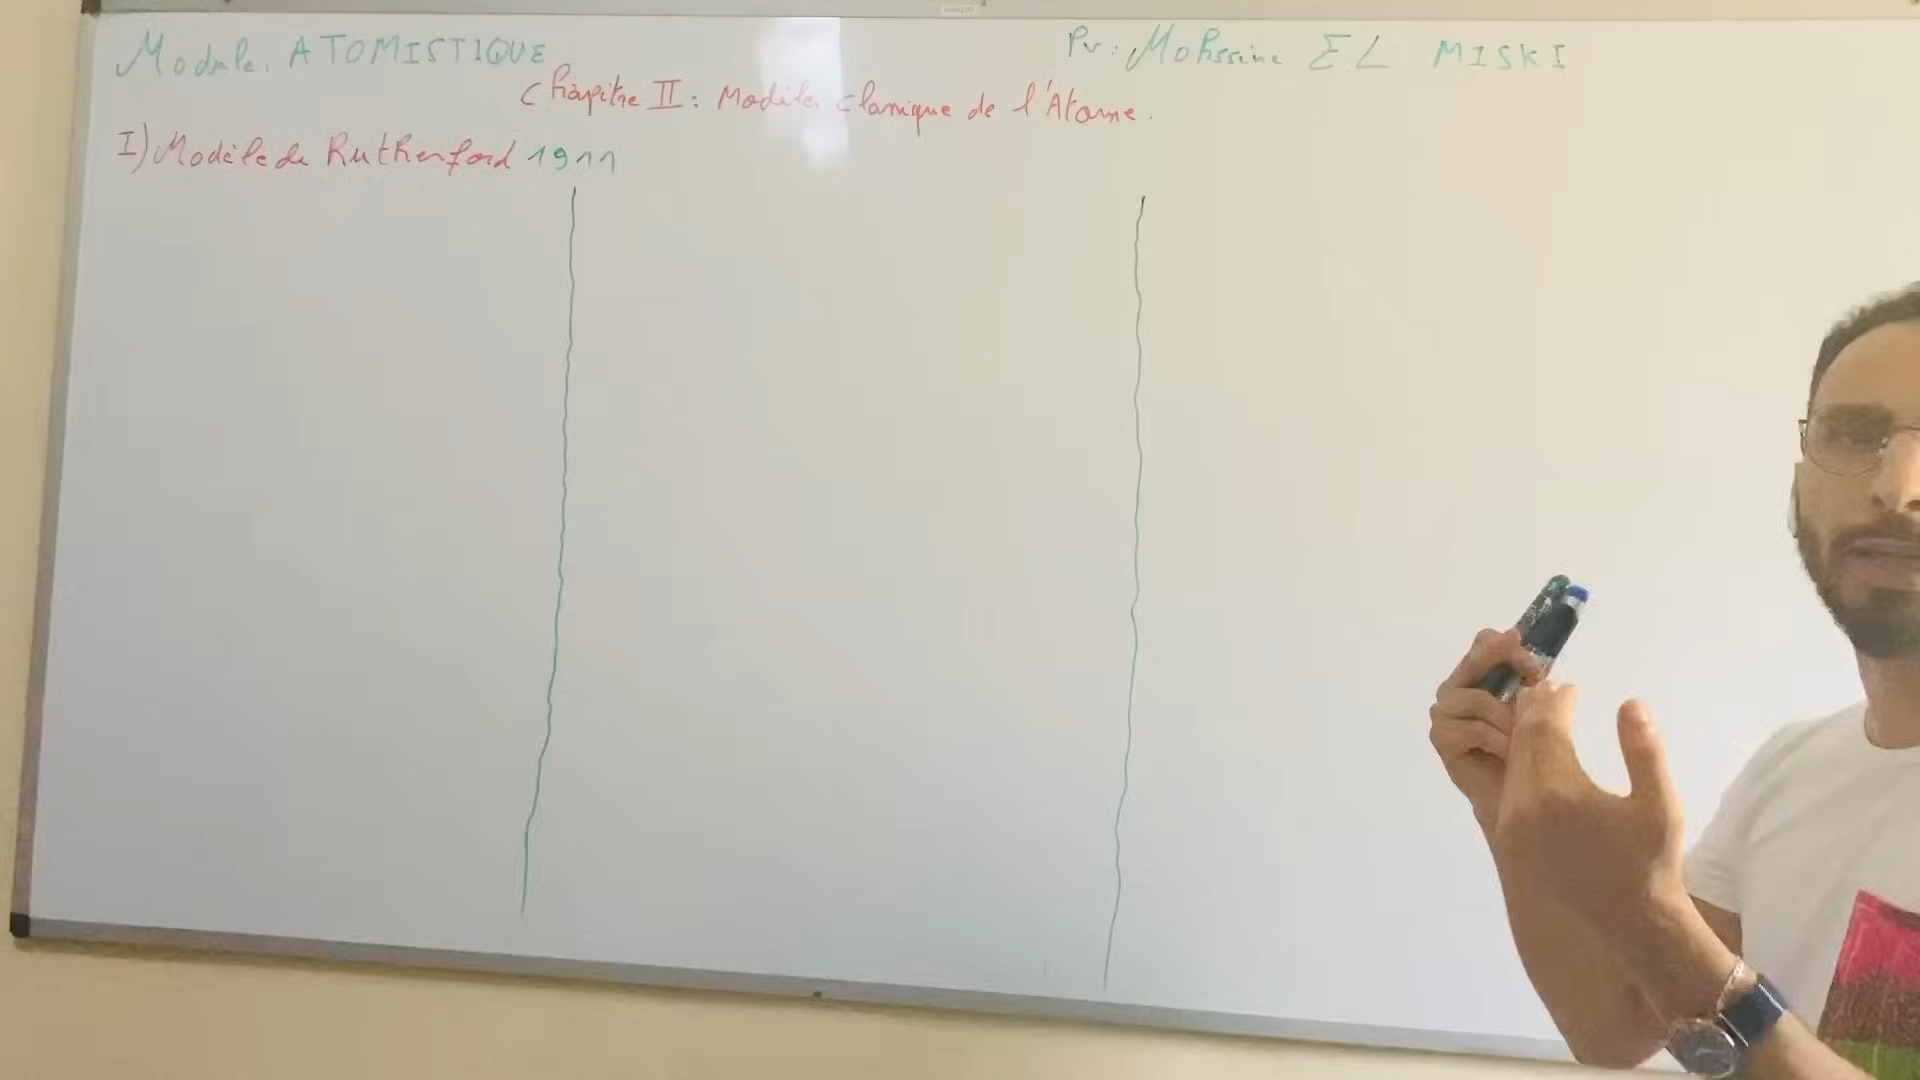 Module. ATOMISTIQUE
Pr: Mohssine EL MISKI
Chapitre II: Modèles classique de l'Atome.
I) Modèle de Rutherford 1911